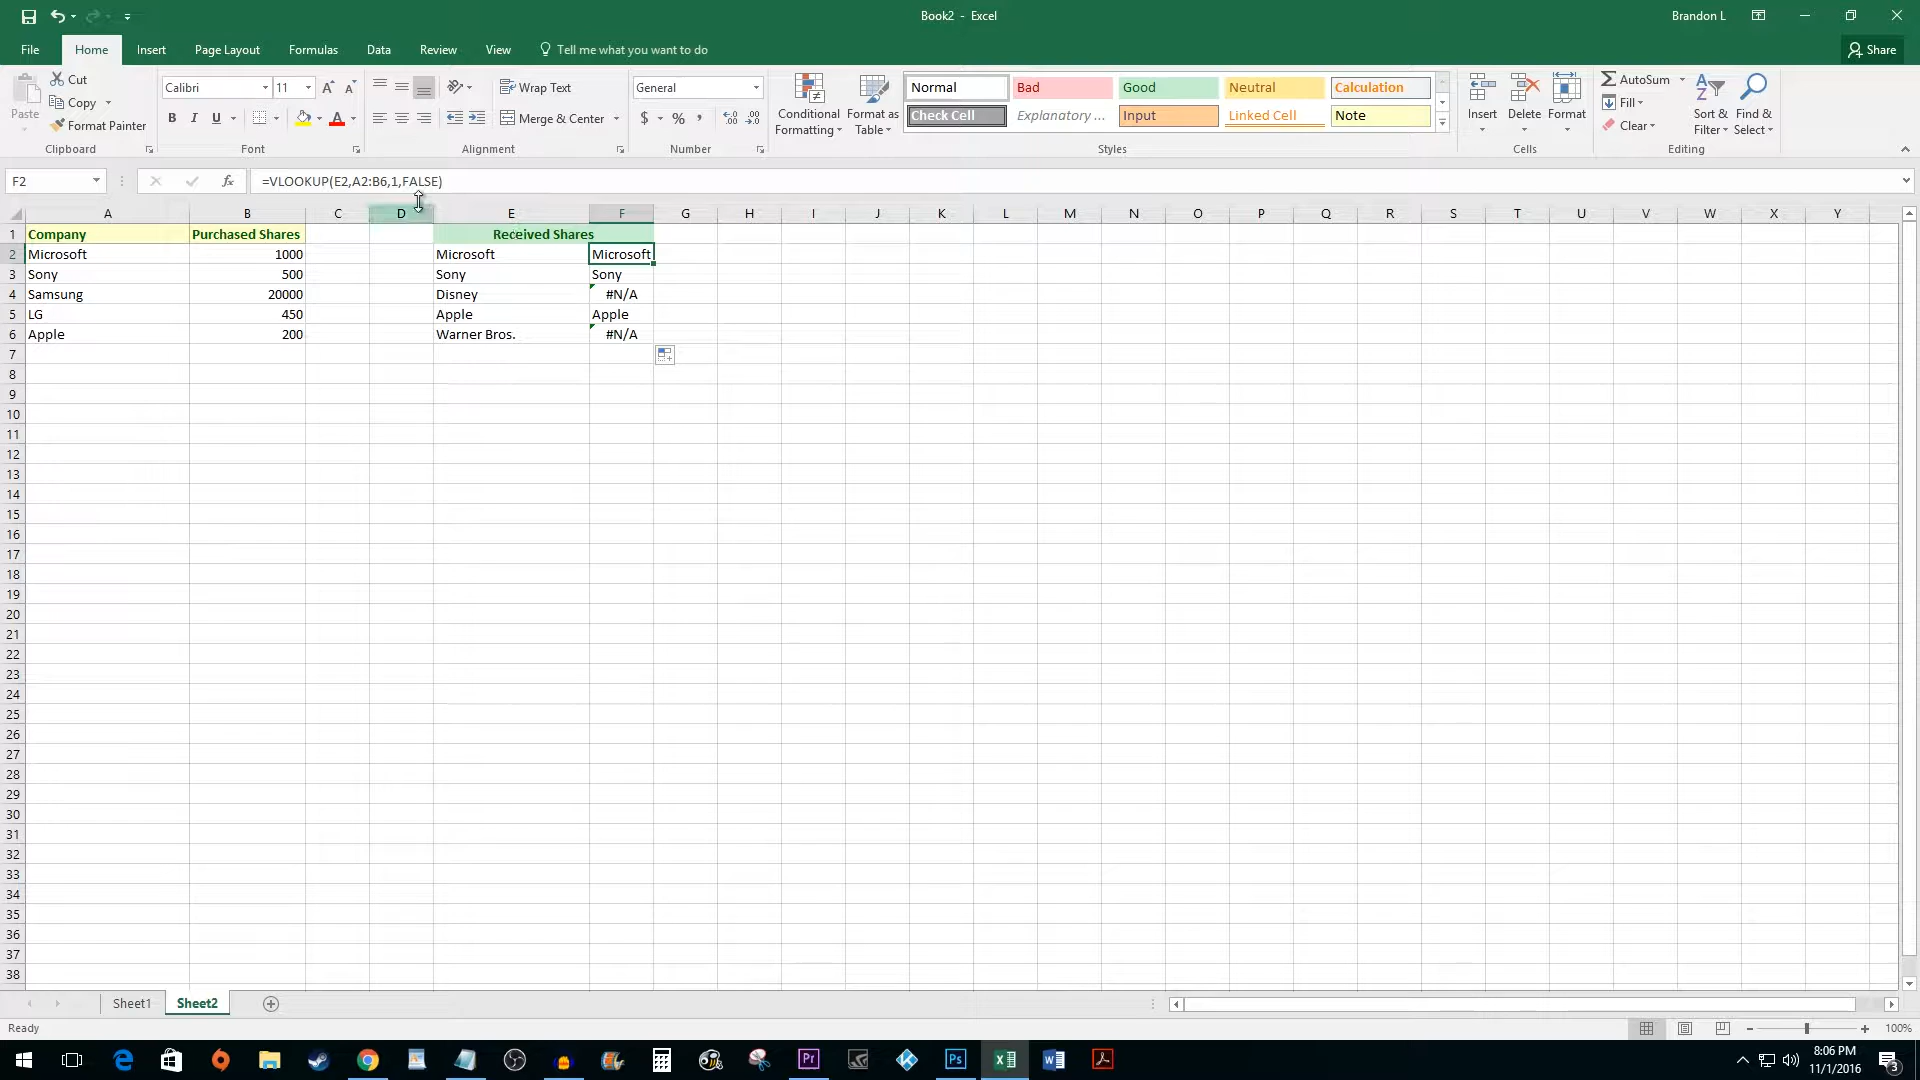 Book2 - Excel
Brandon L
File Home Insert Page Layout Formulas Data Review View Tell me what you want to do Share
Paste
Cut
Copy
Format Painter
Clipboard
Calibri 11
B I U
Font
Wrap Text
Merge & Center
Alignment
General
$ % ,
Number
Conditional Formatting
Format as Table
Normal Bad Good Neutral Calculation
Check Cell Explanatory ... Input Linked Cell Note
Styles
Insert Delete Format
Cells
AutoSum
Fill
Clear
Sort & Filter
Find & Select
Editing
F2 fx =VLOOKUP(E2,A2:B6,1,FALSE)
A B C D E F G H I J K L M N O P Q R S T U V W X Y
1 Company Purchased Shares Received Shares
2 Microsoft 1000 Microsoft Microsoft
3 Sony 500 Sony Sony
4 Samsung 20000 Disney #N/A
5 LG 450 Apple Apple
6 Apple 200 Warner Bros. #N/A
7
8
9
10
11
12
13
14
15
16
17
18
19
20
21
22
23
24
25
26
27
28
29
30
31
32
33
34
35
36
37
38
Sheet1 Sheet2
Ready
100%
8:06 PM
11/1/2016
3